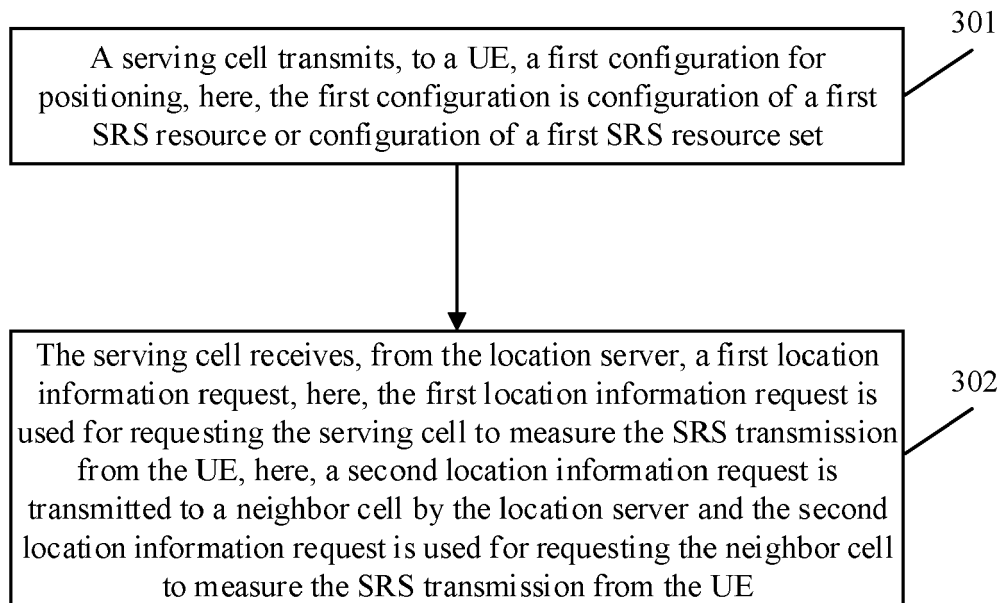 301
A serving cell transmits, to a UE, a first configuration for
positioning, here, the first configuration is configuration of a first
SRS resource or configuration of a first SRS resource set
302
The serving cell receives, from the location server, a first location
information request, here, the first location information request is
used for requesting the serving cell to measure the SRS transmission
from the UE, here, a second location information request is
transmitted to a neighbor cell by the location server and the second
location information request is used for requesting the neighbor cell
to measure the SRS transmission from the UE